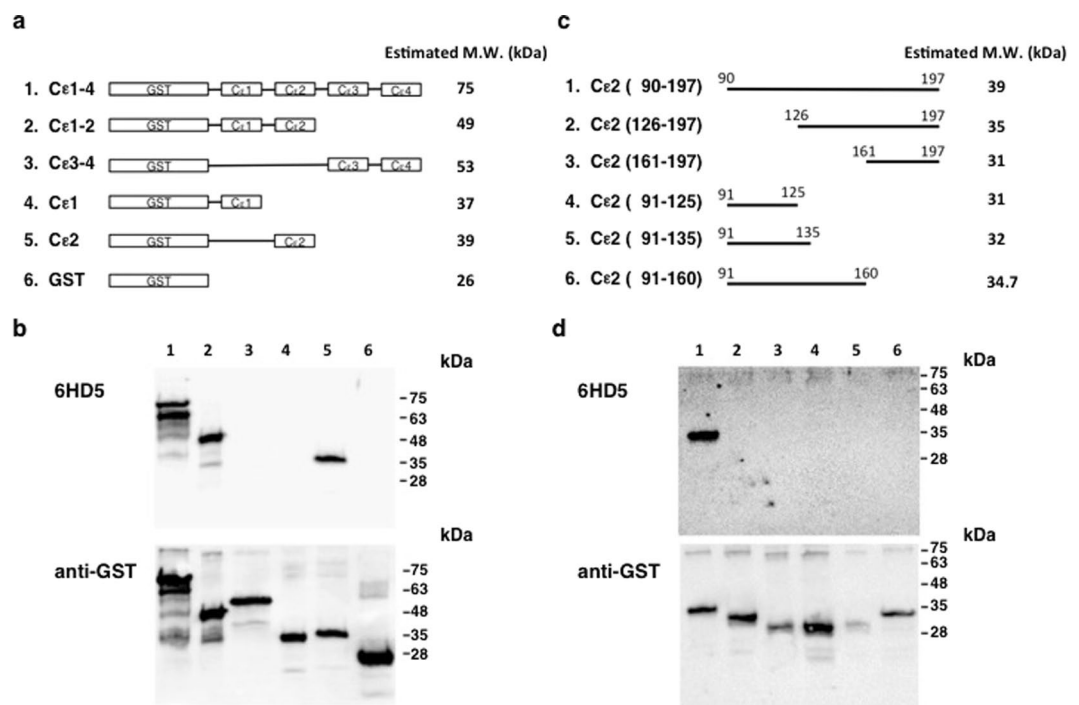 a
Estimated M.W. (kDa)
1. Cε1-4 GST Cε1 Cε2 Cε3 Cε4 75
2. Cε1-2 GST Cε1 Cε2 49
3. Cε3-4 GST Cε3 Cε4 53
4. Cε1 GST Cε1 37
5. Cε2 GST Cε2 39
6. GST GST 26
b
1 2 3 4 5 6 kDa
6HD5
-75
-63
-48
-35
-28
kDa
anti-GST
-75
-63
-48
-35
-28
c
Estimated M.W. (kDa)
90 197
1. Cε2 ( 90-197) 39
126 197
2. Cε2 (126-197) 35
161 197
3. Cε2 (161-197) 31
91 125
4. Cε2 ( 91-125) 31
91 135
5. Cε2 ( 91-135) 32
91 160
6. Cε2 ( 91-160) 34.7
d
1 2 3 4 5 6 kDa
6HD5
-75
-63
-48
-35
-28
kDa
anti-GST
-75
-63
-48
-35
-28